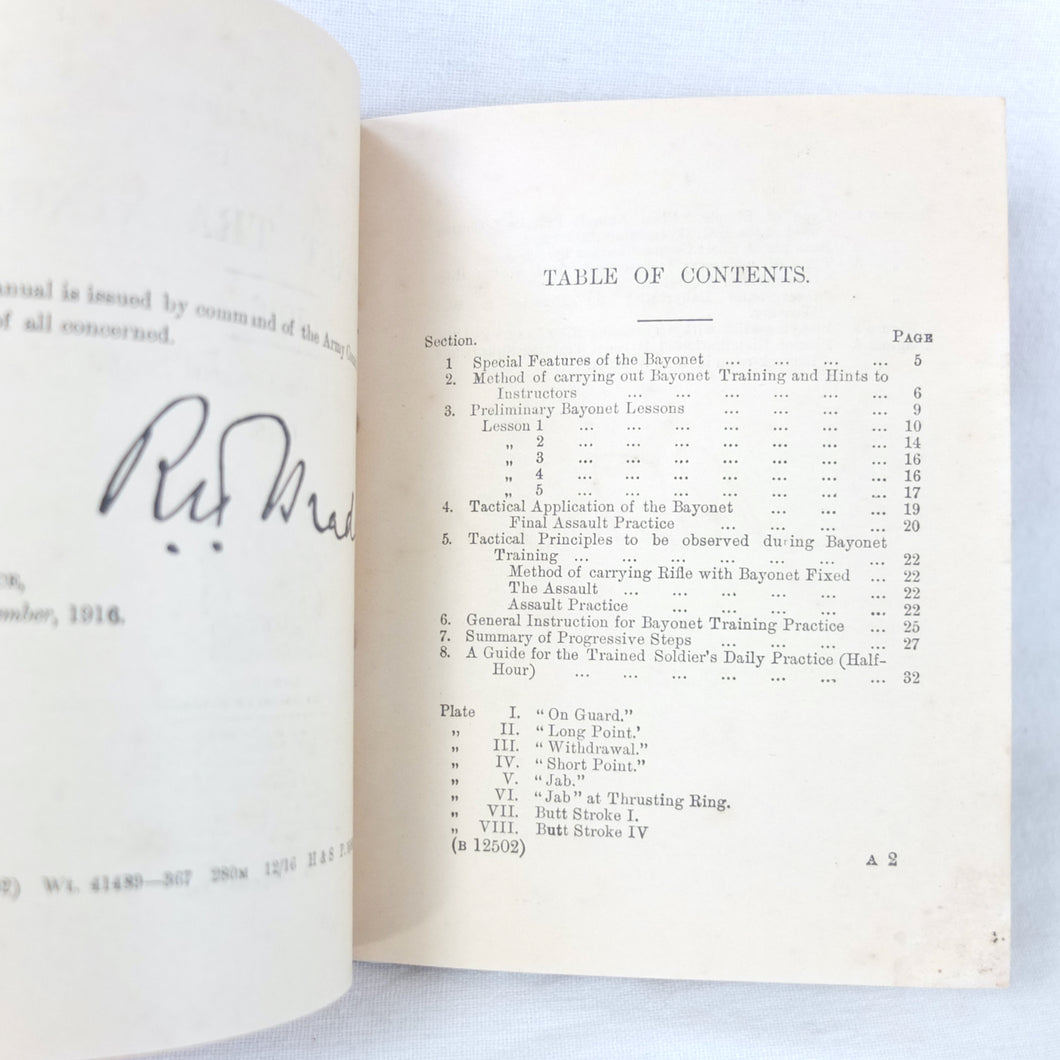 anual is issued by command of the Army
of all concerned.
mber, 1916.
Wt. 41489—367 280M 12/16 H & S
TABLE OF CONTENTS.
Section. PAGE
1 Special Features of the Bayonet ... ... ... ... 5
2. Method of carrying out Bayonet Training and Hints to
Instructors ... ... ... ... ... ... 6
3. Preliminary Bayonet Lessons ... ... ... ... 9
Lesson 1 ... ... ... ... ... ... ... 10
„ 2 ... ... ... ... ... ... ... 14
„ 3 ... ... ... ... ... ... ... 16
„ 4 ... ... ... ... ... ... ... 16
„ 5 ... ... ... ... ... ... ... 17
4. Tactical Application of the Bayonet ... ... ... 19
Final Assault Practice ... ... ... ... 20
5. Tactical Principles to be observed during Bayonet
Training ... ... ... ... ... ... ... 22
Method of carrying Rifle with Bayonet Fixed ... 22
The Assault ... ... ... ... ... ... 22
Assault Practice ... ... ... ... ... 22
6. General Instruction for Bayonet Training Practice ... 25
7. Summary of Progressive Steps ... ... ... ... 27
8. A Guide for the Trained Soldier's Daily Practice (Half-
Hour) ... ... ... ... ... ... ... 32
Plate I. "On Guard."
„ II. "Long Point.'
„ III. "Withdrawal."
„ IV. "Short Point."
„ V. "Jab."
„ VI. "Jab" at Thrusting Ring.
„ VII. Butt Stroke I.
„ VIII. Butt Stroke IV
(B 12502)
A 2